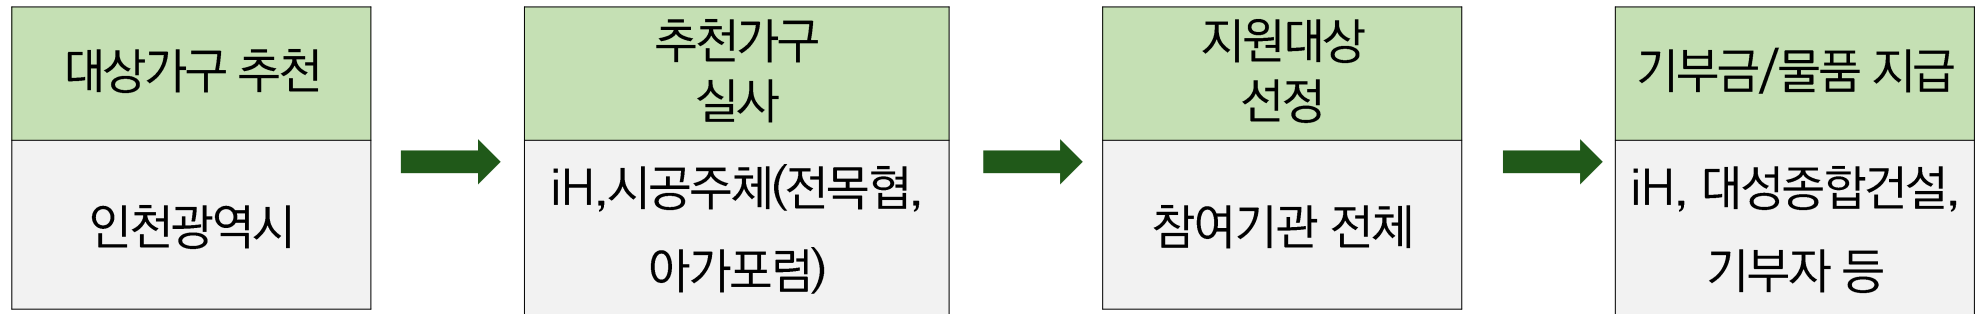 대상가구 추천
인천광역시
추천가구
실사
iH,시공주체(전목협,
아가포럼)
지원대상
선정
참여기관 전체
기부금/물품 지급
iH, 대성종합건설,
기부자 등